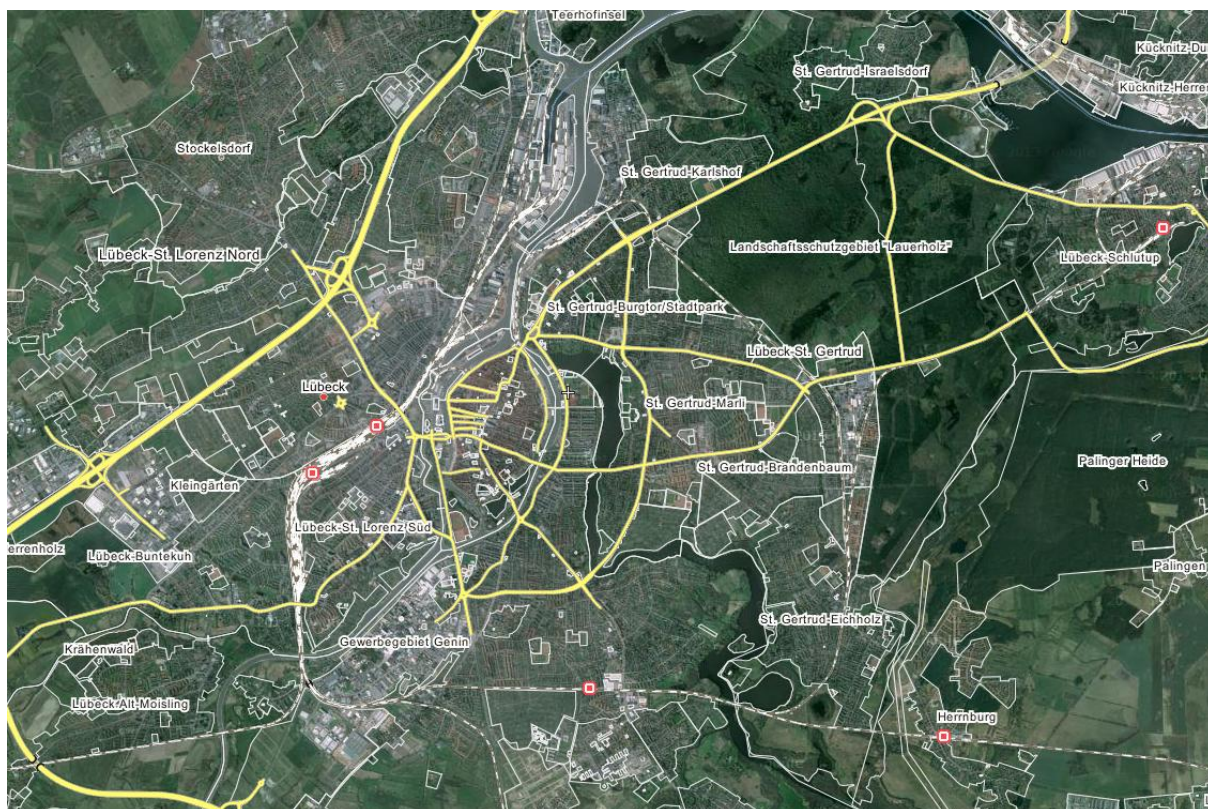 Teerhofinsel
Kücknitz-Du
St. Gertrud-Israelsdorf
Kücknitz-Herren
Stockelsdorf
St. Gertrud-Karlshof
Lübeck-St. Lorenz Nord
Landschaftsschutzgebiet "Lauerholz"
Lübeck-Schlutup
St. Gertrud-Burgtor/Stadtpark
Lübeck-St. Gertrud
Lübeck
St. Gertrud-Marli
St. Gertrud-Brandenbaum
Palinger Heide
Kleingärten
Lübeck-St. Lorenz Süd
errenholz
Lübeck-Buntekuh
Palingen
St. Gertrud-Eichholz
Gewerbegebiet Genin
Krähenwald
Lübeck Alt-Moisling
Herrnburg